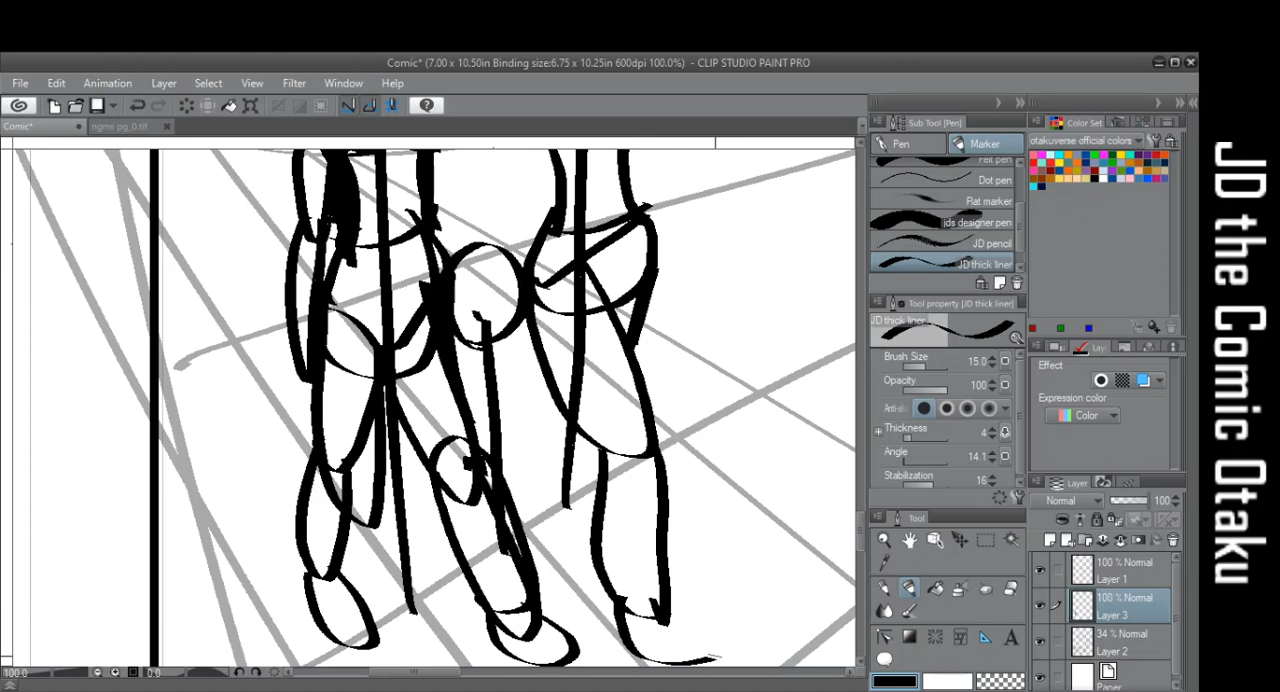 Comic* (7.00 x 10.50in Binding size:6.75 x 10.25in 600dpi 100.0%) - CLIP STUDIO PAINT PRO
File Edit Animation Layer Select View Filter Window Help
Comic* ngms pg_0.tif
Sub Tool [Pen]
Pen Marker
Felt pen
Dot pen
Flat marker
jds designer pen
JD pencil
JD thick liner
Tool property [JD thick liner]
JD thick liner
Brush Size 15.0
Opacity 100
Thickness 4
Angle 14.1
Stabilization 16
Tool
Color Set
otakuverse official colors
Effect
Expression color
Color
Layer
Normal 100
100 % Normal
Layer 1
100 % Normal
Layer 3
34 % Normal
Layer 2
Paper
100.0 0.0
JD the Comic Otaku